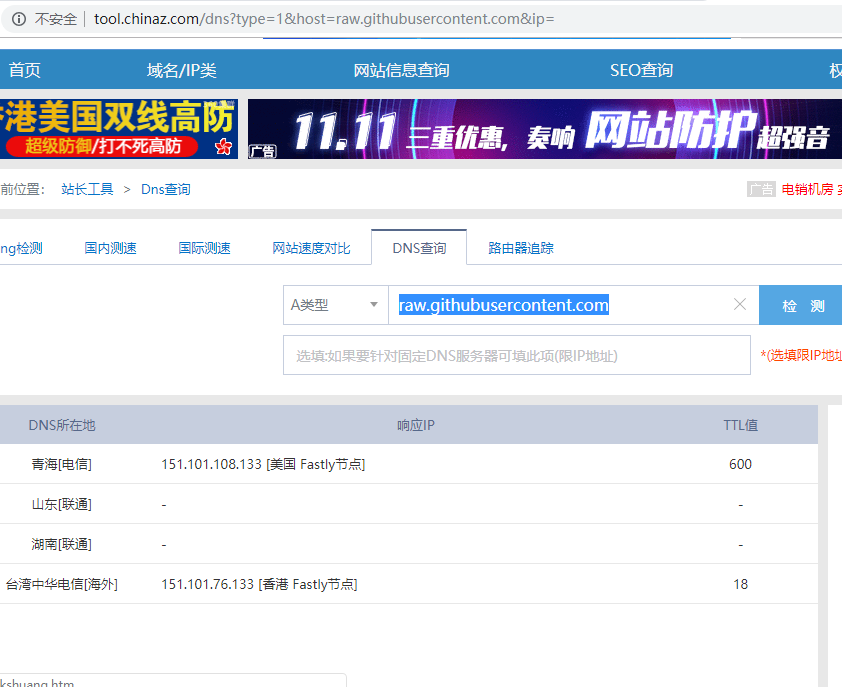 不安全 | tool.chinaz.com/dns?type=1&host=raw.githubusercontent.com&ip=
首页 域名/IP类 网站信息查询 SEO查询 权
香港美国双线高防
超级防御/打不死高防
11.11 三重优惠，奏响 网站防护 超强音
广告
前位置： 站长工具 > Dns查询 广告 电销机房
ng检测 国内测速 国际测速 网站速度对比 DNS查询 路由器追踪
A类型 raw.githubusercontent.com 检 测
选填:如果要针对固定DNS服务器可填此项(限IP地址) *(选填限IP地址
DNS所在地 响应IP TTL值
青海[电信] 151.101.108.133 [美国 Fastly节点] 600
山东[联通] - -
湖南[联通] - -
台湾中华电信[海外] 151.101.76.133 [香港 Fastly节点] 18
kshuang.htm